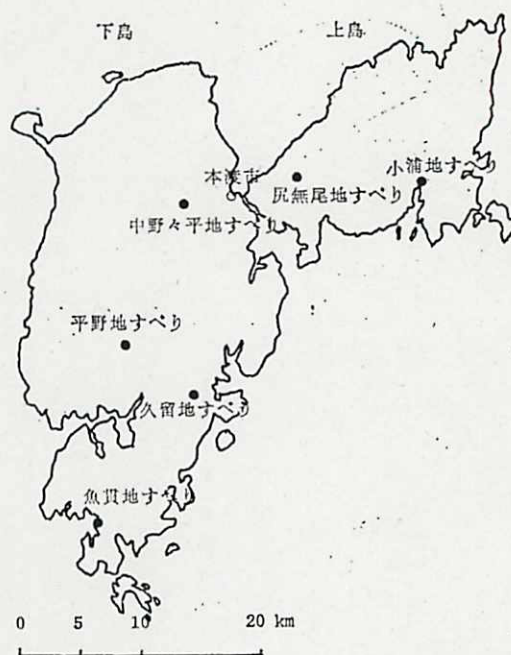 下島
上島
本渡市
小浦地すべり
尻無尾地すべり
中野々平地すべり
平野地すべり
久留地すべり
魚貫地すべり
0 5 10 20 km